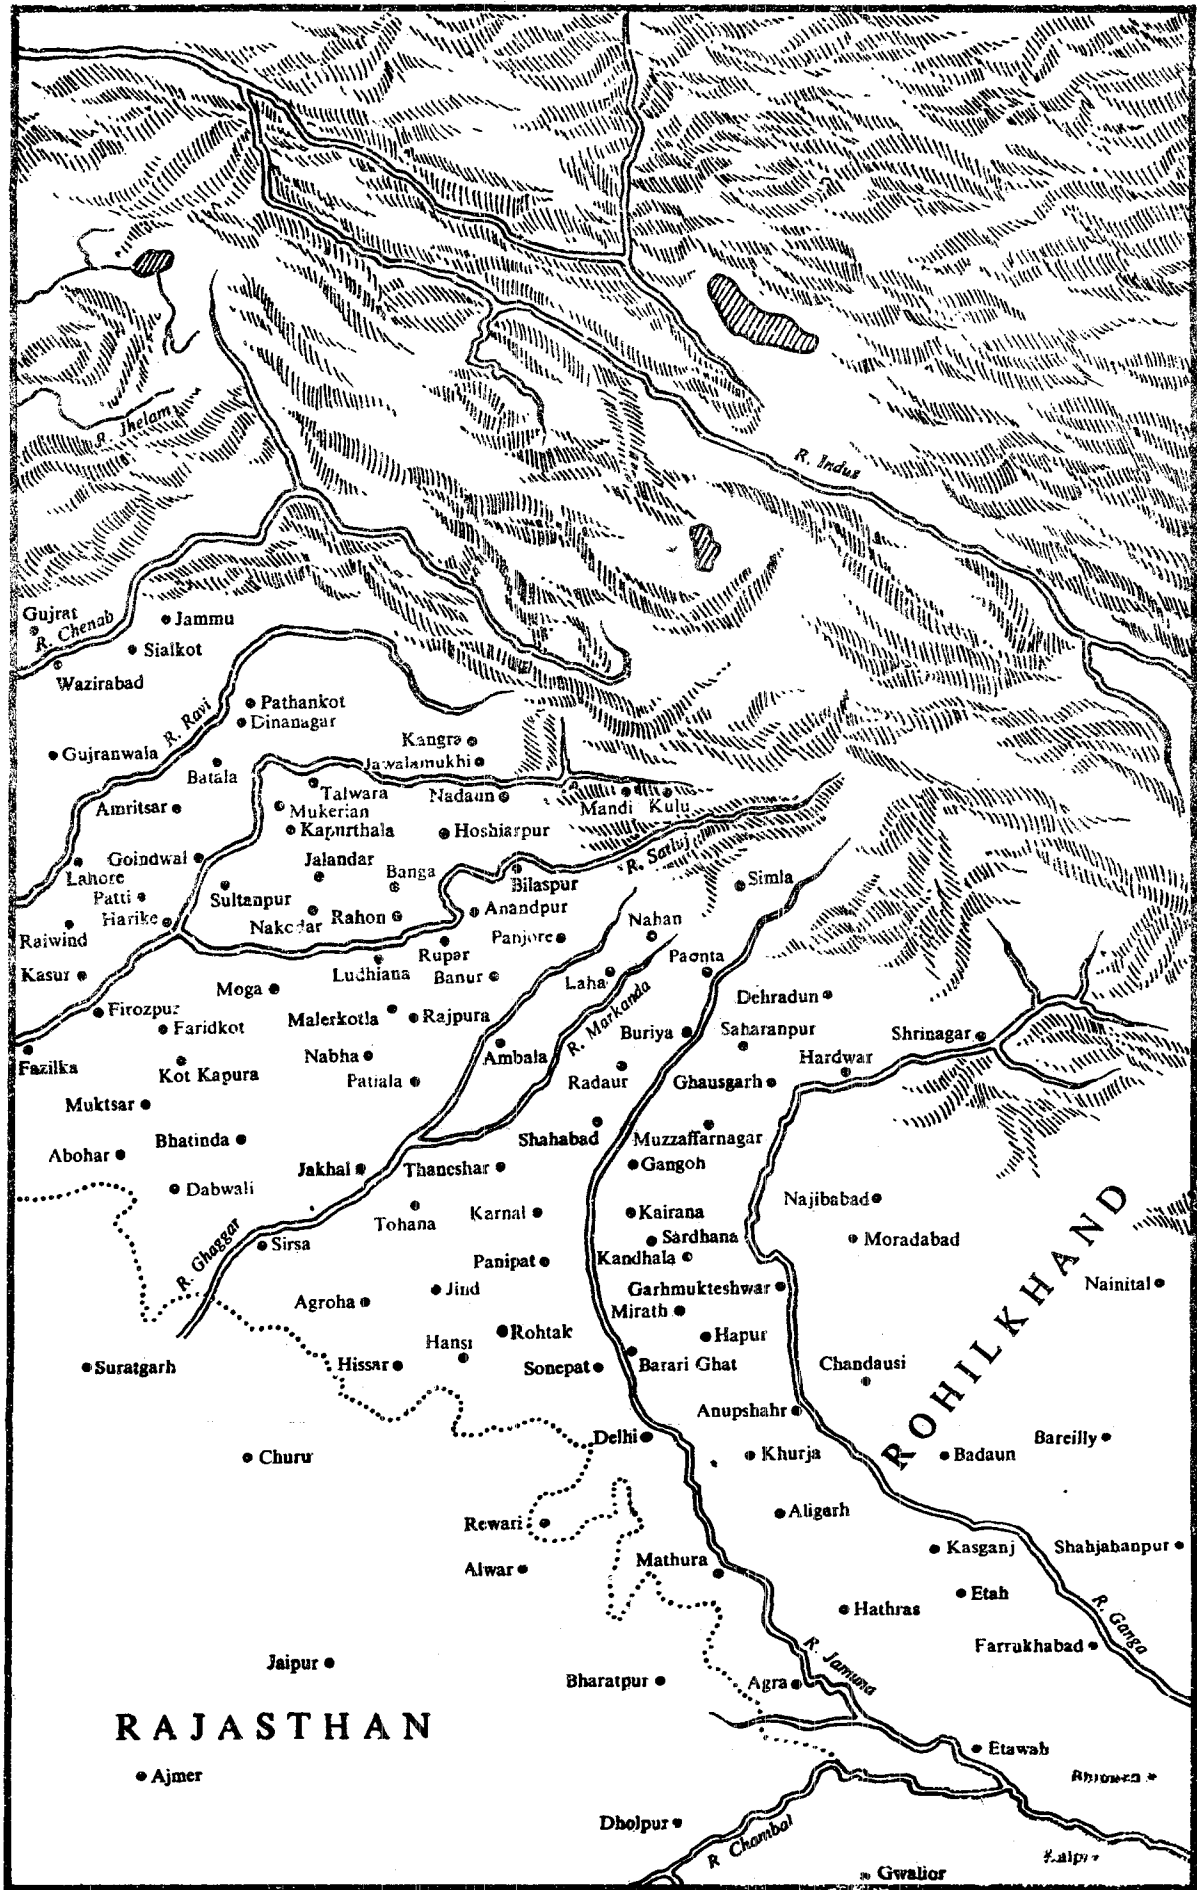 R. Jhelam
R. Indus
Gujrat
R. Chenab
Jammu
Sialkot
Wazirabad
R. Ravi
Pathankot
Dinanagar
Gujranwala
Kangra
Jawalamukhi
Batala
Talwara
Nadaun
Mandi
Kulu
Amritsar
Mukerian
Kapurthala
Hoshiarpur
Goindwal
Jalandar
Banga
R. Satluj
Lahore
Bilaspur
Simla
Patti
Sultanpur
Harike
Nakodar
Rahon
Anandpur
Nahan
Raiwind
Panjore
Rupar
Paonta
Kasur
Ludhiana
Banur
Laha
Moga
R. Markanda
Dehradun
Firozpur
Malerkotla
Rajpura
Faridkot
Buriya
Saharanpur
Shrinagar
Fazilka
Nabha
Ambala
Hardwar
Kot Kapura
Patiala
Radaur
Ghausgarh
Muktsar
Bhatinda
Shahabad
Muzzaffarnagar
Abohar
Jakhal
Thaneshar
Gangoh
Dabwali
Najibabad
Tohana
Karnal
Kairana
R. Ghaggar
Sirsa
Sardhana
Moradabad
Panipat
Kandhala
Nainital
Agroha
Jind
Garhmukteshwar
Mirath
ROHILKHAND
Rohtak
Hapur
Hansi
Suratgarh
Hissar
Sonepat
Barari Ghat
Chandausi
Anupshahr
Delhi
Churu
Khurja
Badaun
Bareilly
Rewari
Aligarh
Alwar
Mathura
Kasganj
Shahjabanpur
Etah
Hathras
R. Ganga
Farrukhabad
Jaipur
R. Jamuna
Bharatpur
Agra
RAJASTHAN
Etawah
Ajmer
Dholpur
R Chambal
Gwalior